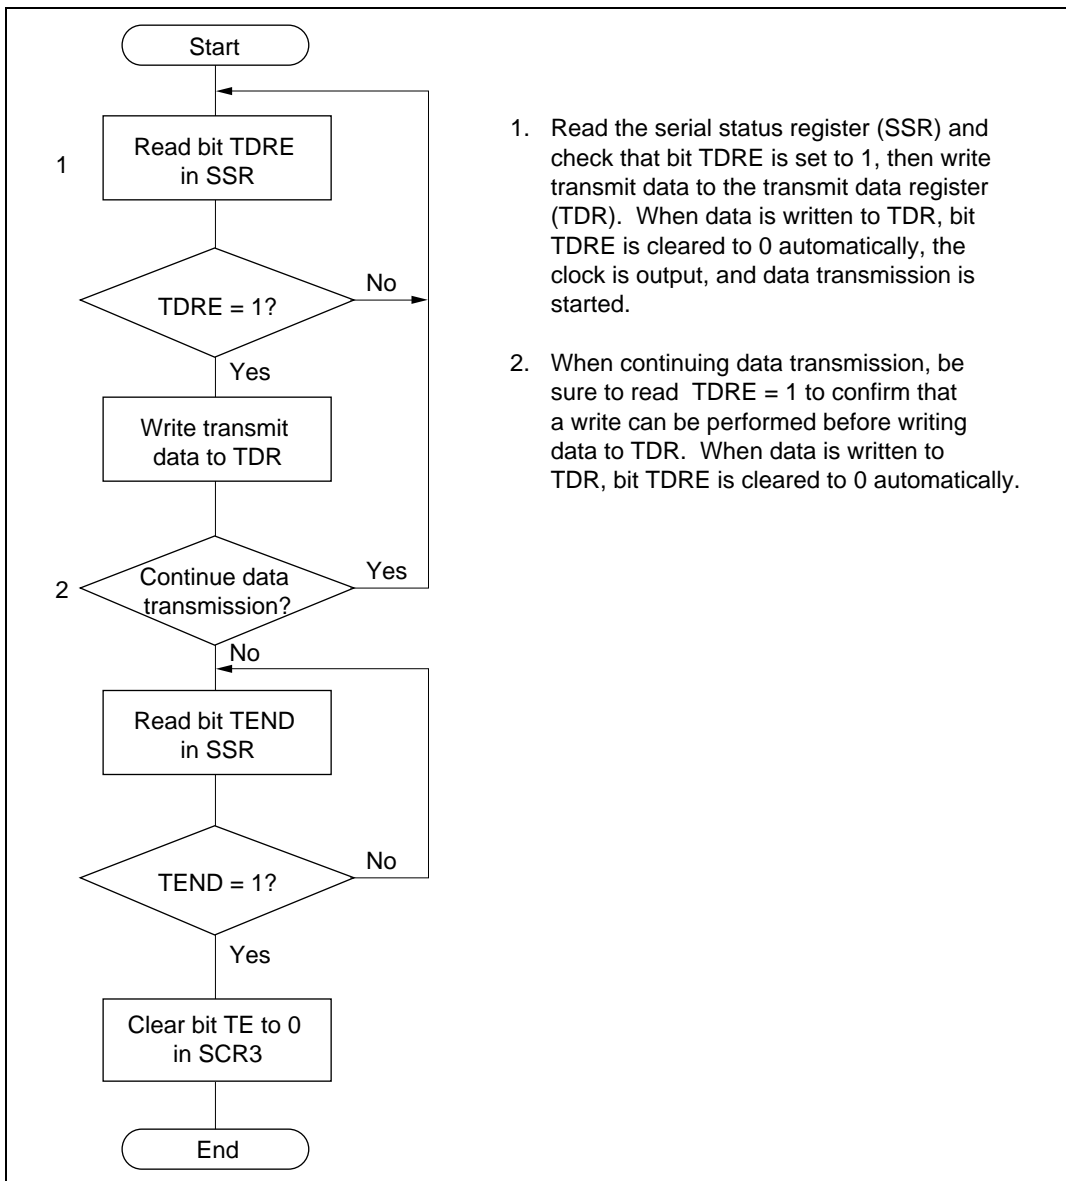 Start
1
Read bit TDRE
in SSR
TDRE = 1?
No
Yes
Write transmit
data to TDR
2
Continue data
transmission?
Yes
No
Read bit TEND
in SSR
TEND = 1?
No
Yes
Clear bit TE to 0
in SCR3
End
1. Read the serial status register (SSR) and
check that bit TDRE is set to 1, then write
transmit data to the transmit data register
(TDR). When data is written to TDR, bit
TDRE is cleared to 0 automatically, the
clock is output, and data transmission is
started.
2. When continuing data transmission, be
sure to read TDRE = 1 to confirm that
a write can be performed before writing
data to TDR. When data is written to
TDR, bit TDRE is cleared to 0 automatically.